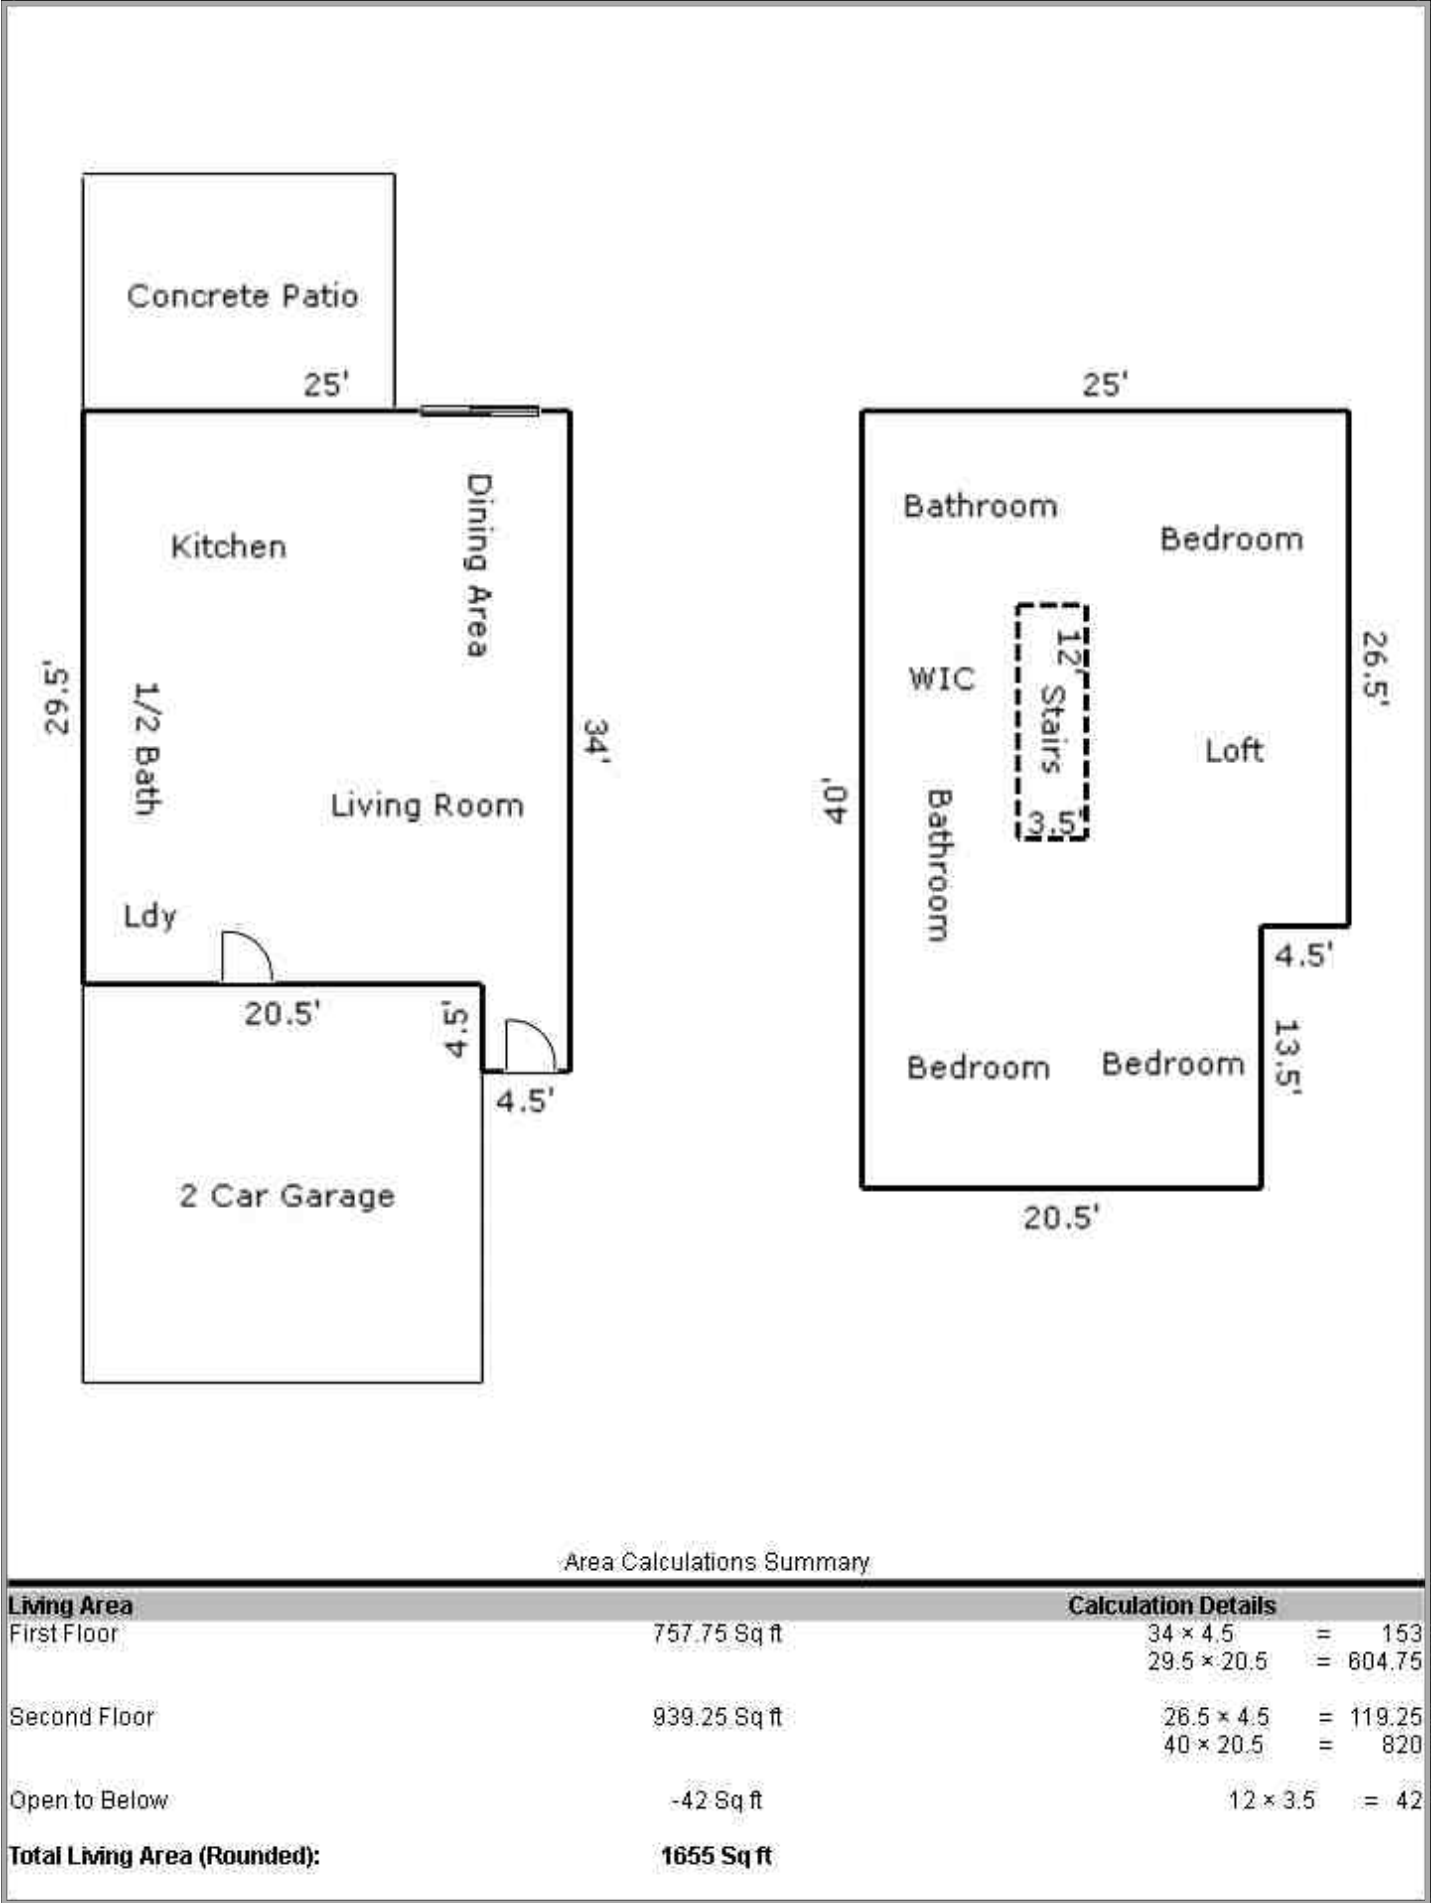 Concrete Patio
25'
Kitchen
Dining Area
29.5'
1/2 Bath
34'
Living Room
Ldy
20.5'
4.5'
4.5'
2 Car Garage
25'
Bathroom
Bedroom
12'
26.5'
WIC
Stairs
Loft
40'
3.5'
Bathroom
4.5'
13.5'
Bedroom
Bedroom
20.5'
Area Calculations Summary
Living Area Calculation Details
First Floor 757.75 Sq ft 34 × 4.5 = 153
29.5 × 20.5 = 604.75
Second Floor 939.25 Sq ft 26.5 × 4.5 = 119.25
40 × 20.5 = 820
Open to Below -42 Sq ft 12 × 3.5 = 42
Total Living Area (Rounded): 1655 Sq ft